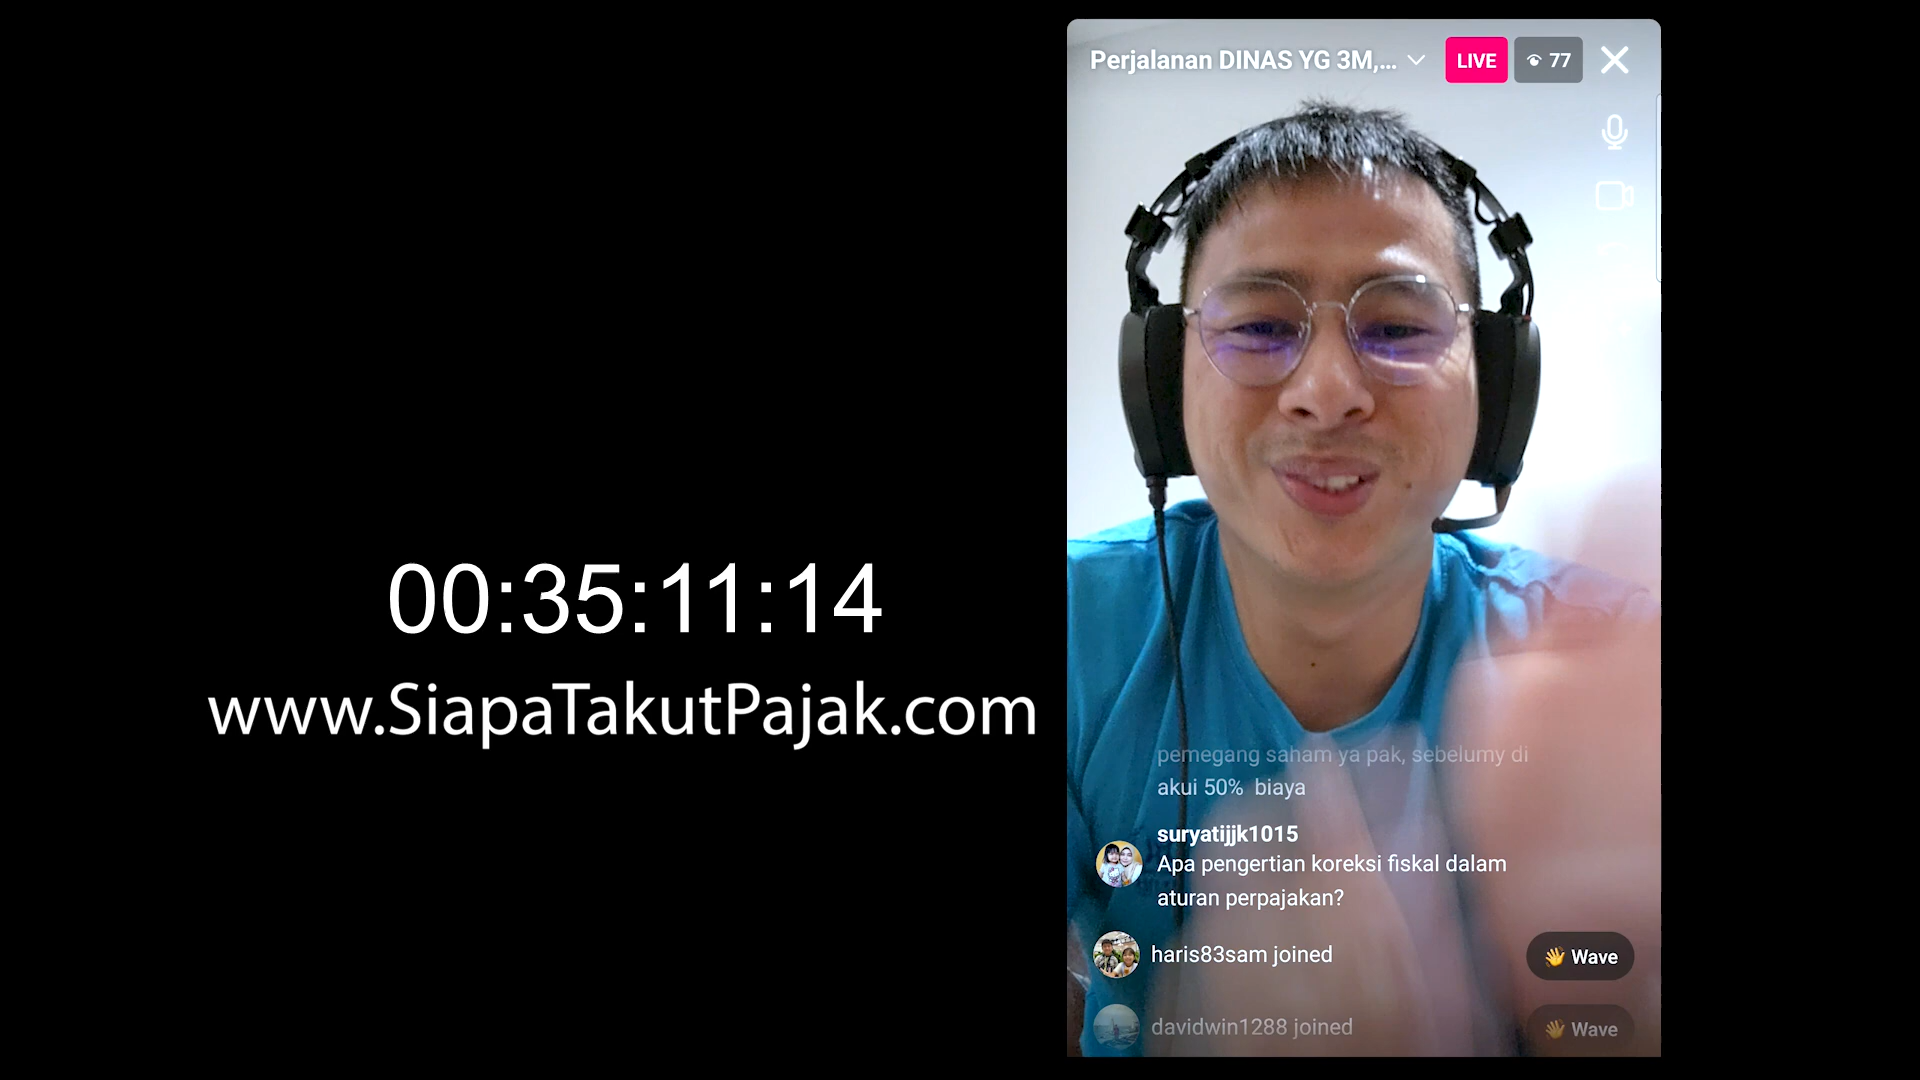 00:35:11:14
www.SiapaTakutPajak.com
Perjalanan DINAS YG 3M,...
LIVE
77
pemegang saham ya pak, sebelumy di
akui 50% biaya
suryatijjk1015
Apa pengertian koreksi fiskal dalam
aturan perpajakan?
haris83sam joined
Wave
davidwin1288 joined
Wave